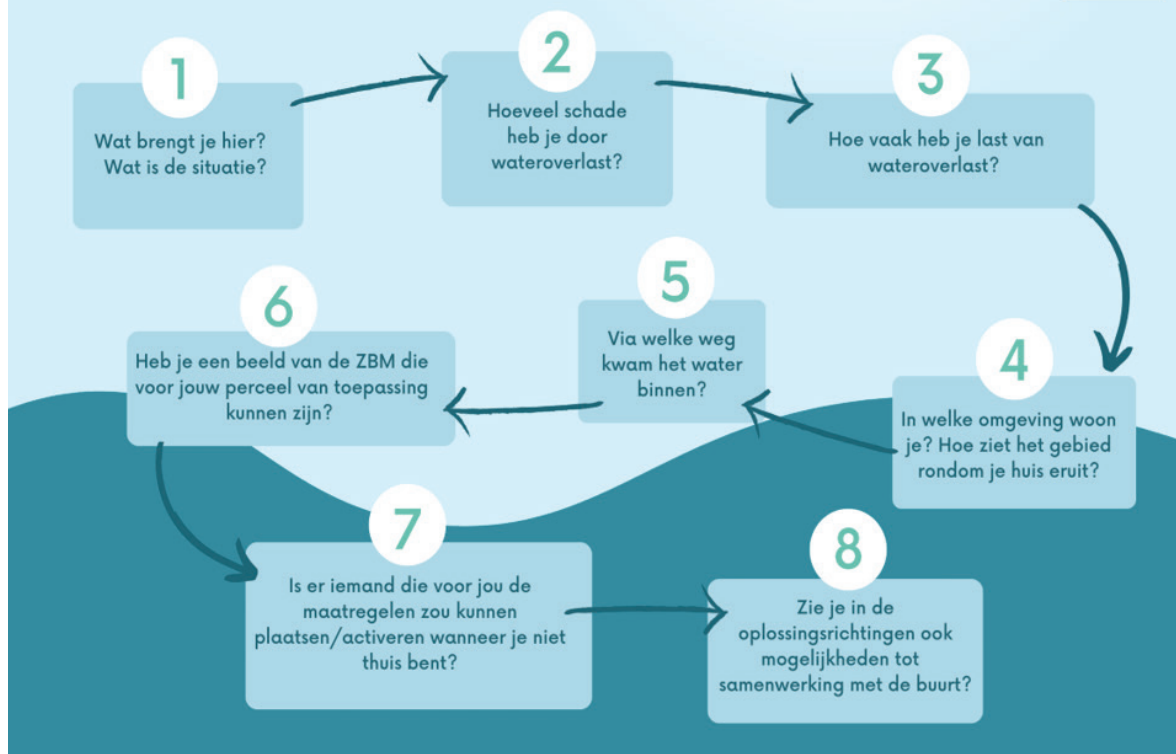 1
Wat brengt je hier?
Wat is de situatie?
2
Hoeveel schade
heb je door
wateroverlast?
3
Hoe vaak heb je last van
wateroverlast?
4
In welke omgeving woon
je? Hoe ziet het gebied
rondom je huis eruit?
5
Via welke weg
kwam het water
binnen?
6
Heb je een beeld van de ZBM die
voor jouw perceel van toepassing
kunnen zijn?
7
Is er iemand die voor jou de
maatregelen zou kunnen
plaatsen/activeren wanneer je niet
thuis bent?
8
Zie je in de
oplossingsrichtingen ook
mogelijkheden tot
samenwerking met de buurt?